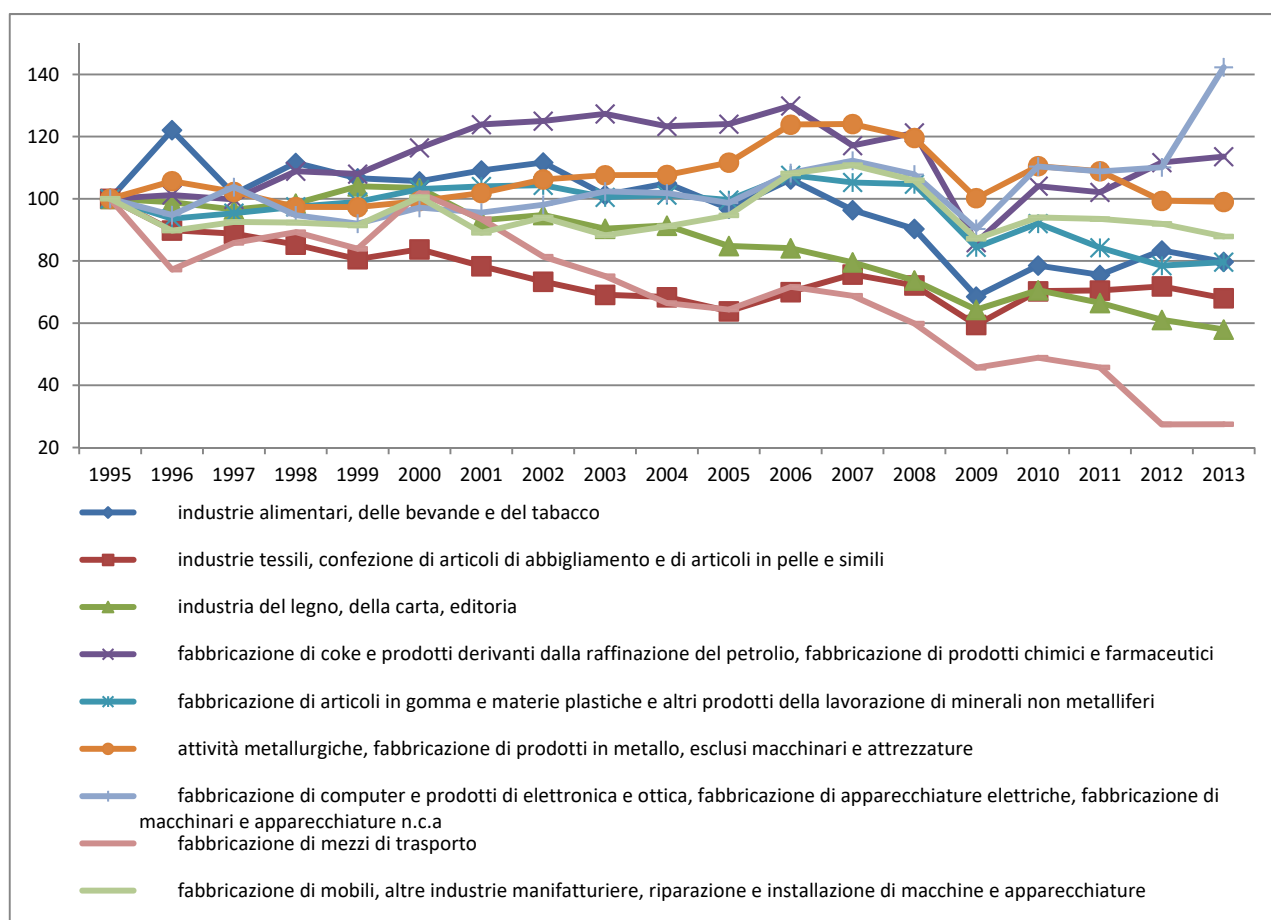 140
120
100
80
60
40
20
1995 1996 1997 1998 1999 2000 2001 2002 2003 2004 2005 2006 2007 2008 2009 2010 2011 2012 2013
industrie alimentari, delle bevande e del tabacco
industrie tessili, confezione di articoli di abbigliamento e di articoli in pelle e simili
industria del legno, della carta, editoria
fabbricazione di coke e prodotti derivanti dalla raffinazione del petrolio, fabbricazione di prodotti chimici e farmaceutici
fabbricazione di articoli in gomma e materie plastiche e altri prodotti della lavorazione di minerali non metalliferi
attività metallurgiche, fabbricazione di prodotti in metallo, esclusi macchinari e attrezzature
fabbricazione di computer e prodotti di elettronica e ottica, fabbricazione di apparecchiature elettriche, fabbricazione di
macchinari e apparecchiature n.c.a
fabbricazione di mezzi di trasporto
fabbricazione di mobili, altre industrie manifatturiere, riparazione e installazione di macchine e apparecchiature